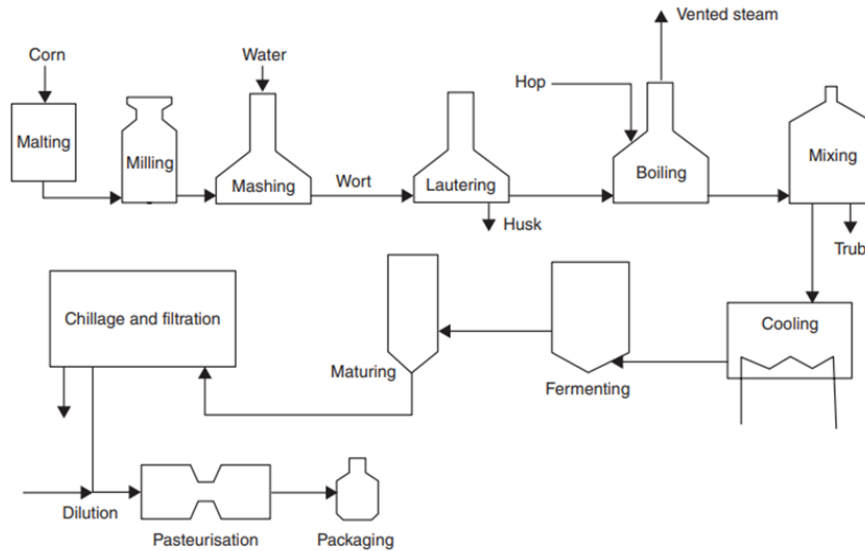 Vented steam
Corn
Water
Hop
Malting
Milling
Mashing
Wort
Lautering
Boiling
Mixing
Husk
Trub
Chillage and filtration
Maturing
Fermenting
Cooling
Dilution
Pasteurisation
Packaging